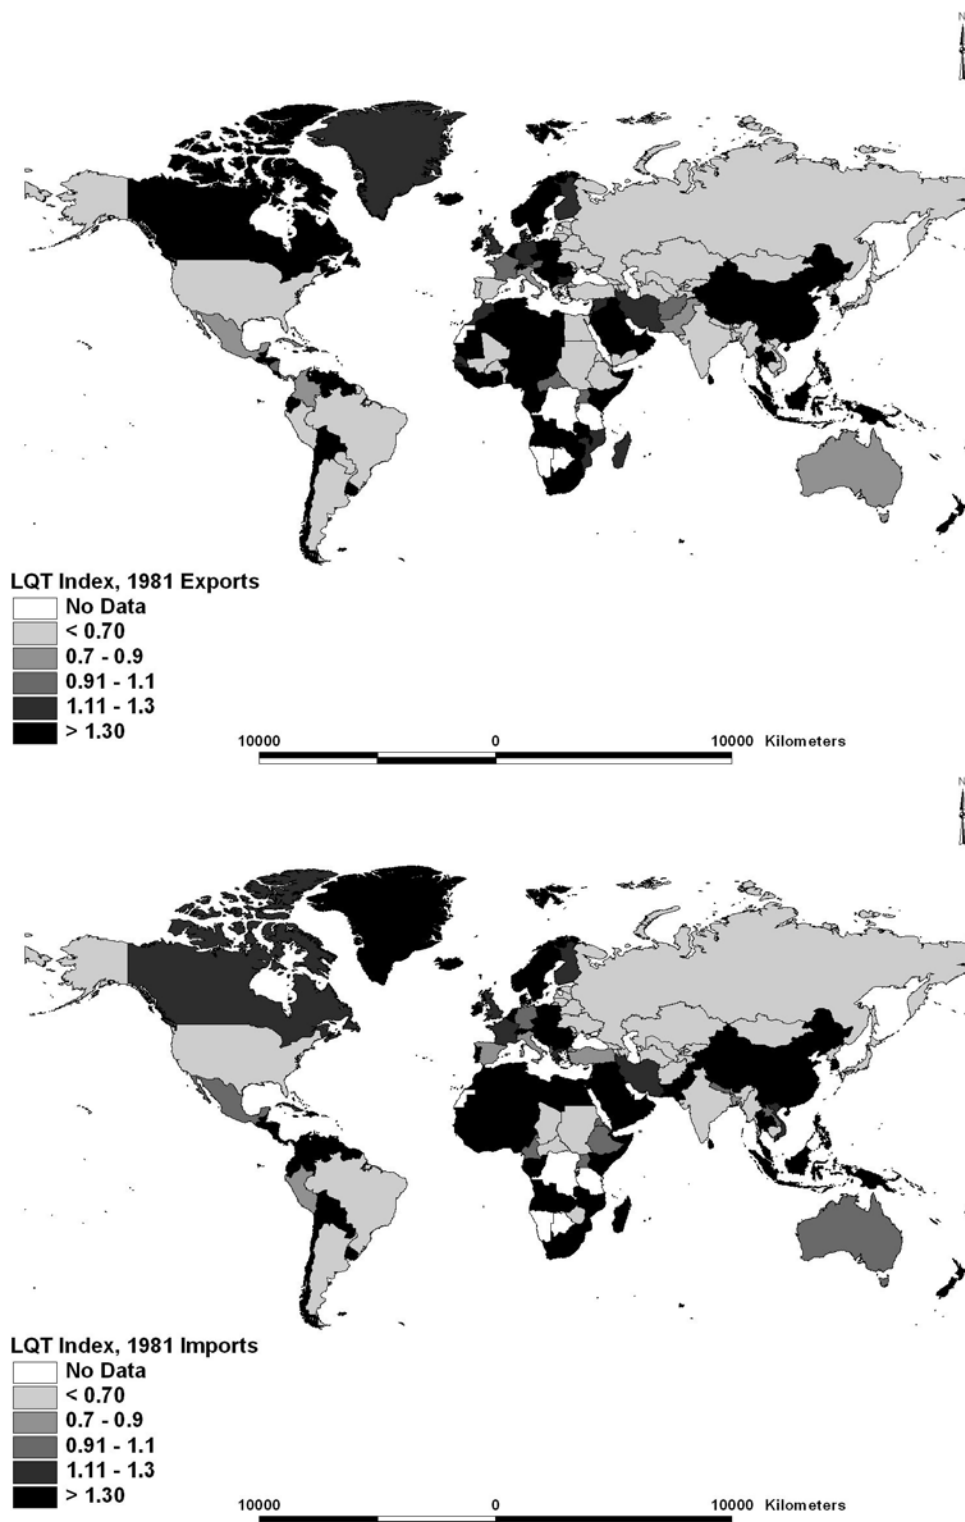 N
LQT Index, 1981 Exports
No Data
< 0.70
0.7 - 0.9
0.91 - 1.1
1.11 - 1.3
> 1.30
10000 0 10000 Kilometers
N
LQT Index, 1981 Imports
No Data
< 0.70
0.7 - 0.9
0.91 - 1.1
1.11 - 1.3
> 1.30
10000 0 10000 Kilometers